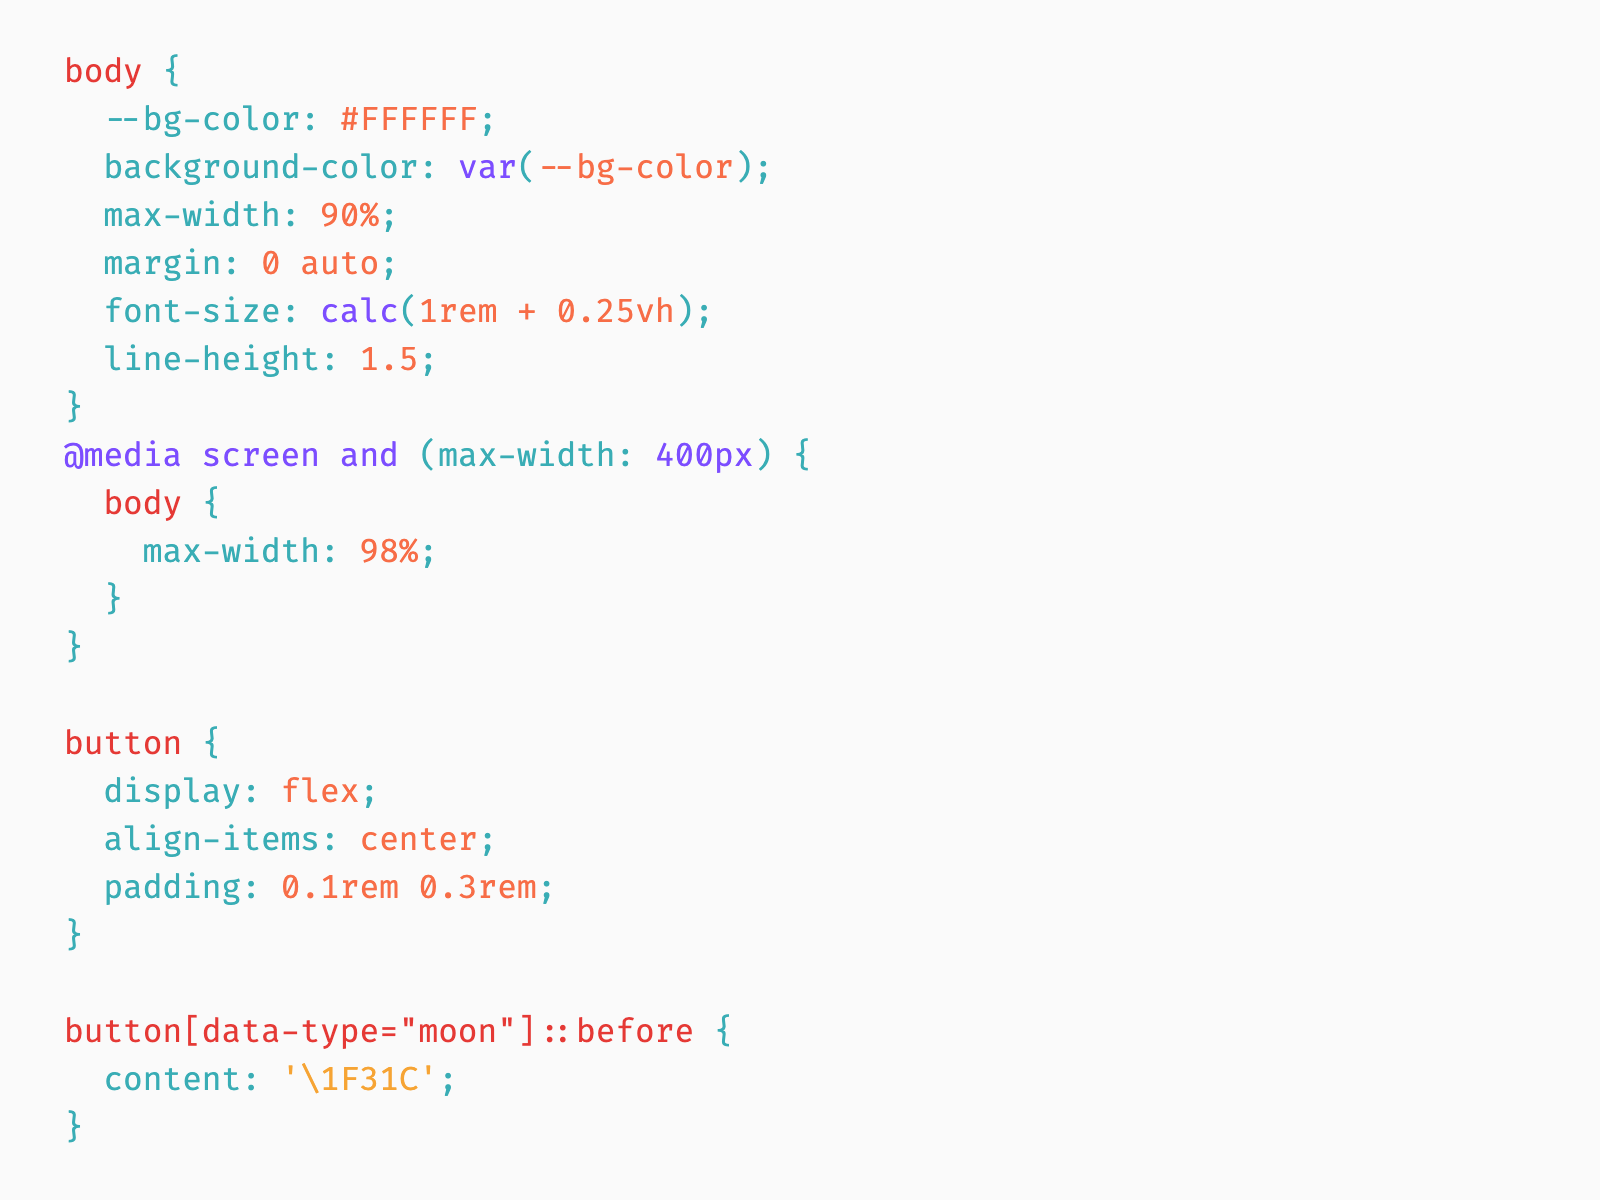 body {
  --bg-color: #FFFFFF;
  background-color: var(--bg-color);
  max-width: 90%;
  margin: 0 auto;
  font-size: calc(1rem + 0.25vh);
  line-height: 1.5;
}
@media screen and (max-width: 400px) {
  body {
    max-width: 98%;
  }
}

button {
  display: flex;
  align-items: center;
  padding: 0.1rem 0.3rem;
}

button[data-type="moon"]::before {
  content: '\1F31C';
}